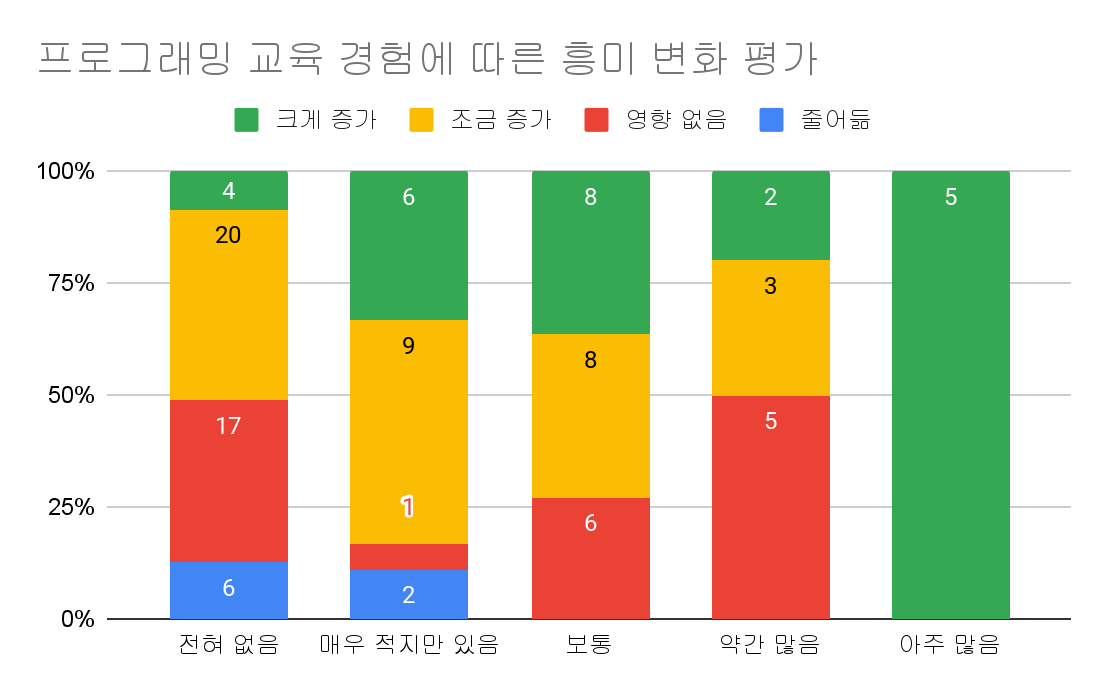 프로그래밍 교육 경험에 따른 흥미 변화 평가
크게 증가 조금 증가 영향 없음 줄어듦
100%
75%
50%
25%
0%
4 20 17 6
6 9 1 2
8 8 6
2 3 5
5
전혀 없음 매우 적지만 있음 보통 약간 많음 아주 많음